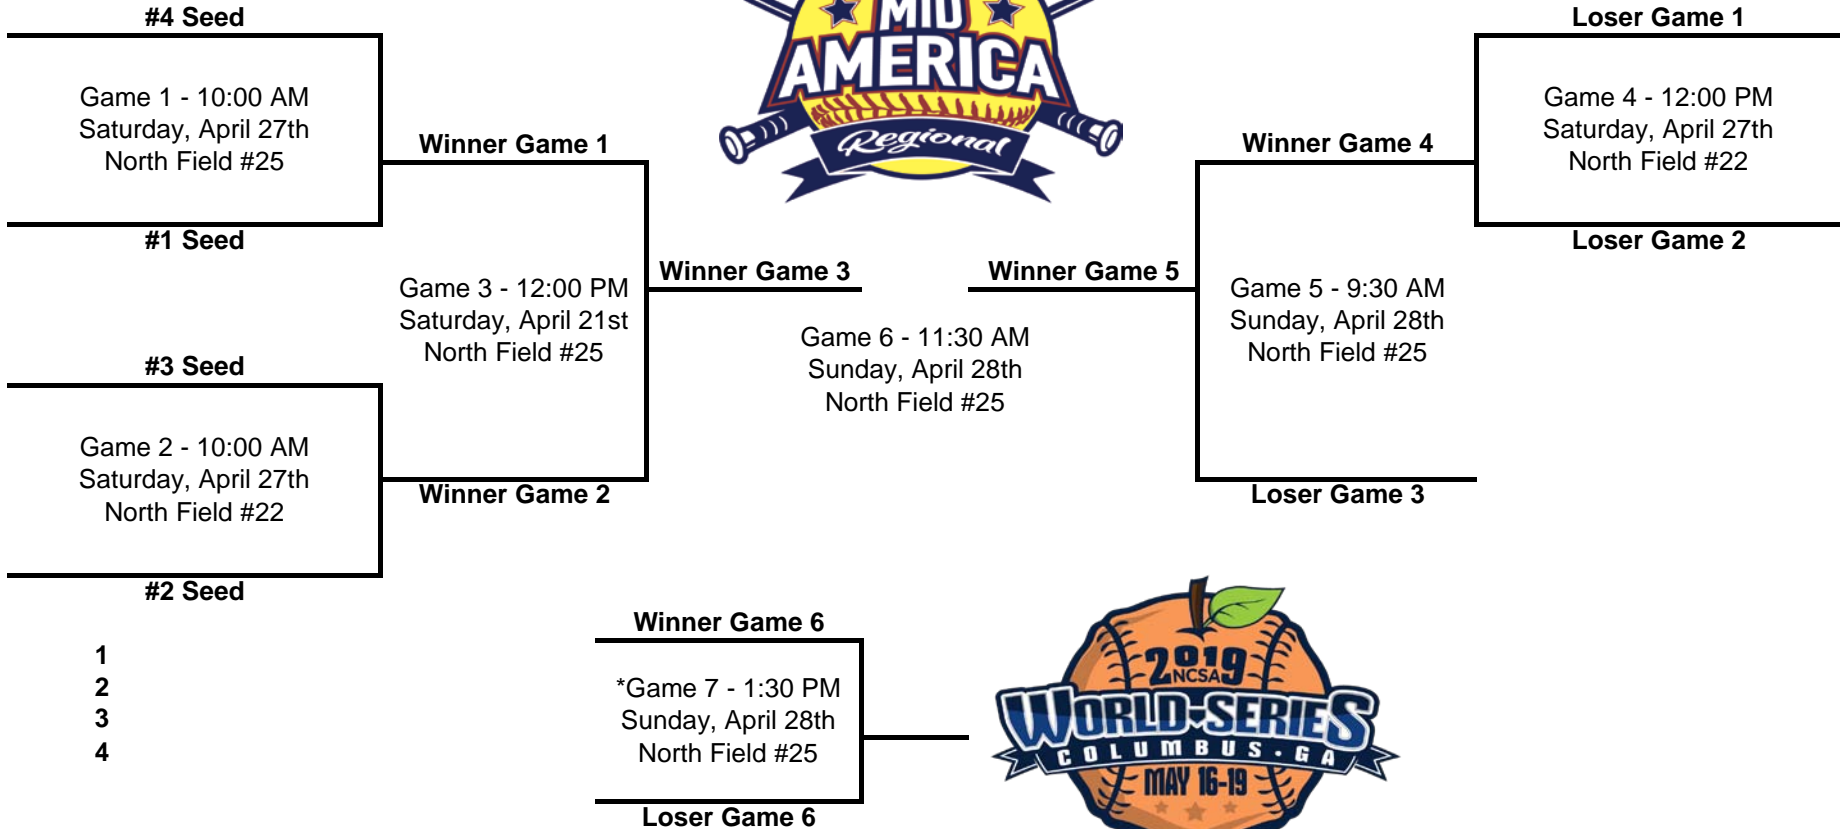 #4 Seed
Game 1 - 10:00 AM
Saturday, April 27th
North Field #25
#1 Seed
#3 Seed
Game 2 - 10:00 AM
Saturday, April 27th
North Field #22
#2 Seed
1
2
3
4
Winner Game 1
Game 3 - 12:00 PM
Saturday, April 21st
North Field #25
Winner Game 2
MID
AMERICA
Regional
Winner Game 3
Winner Game 5
Game 6 - 11:30 AM
Sunday, April 28th
North Field #25
Winner Game 4
Game 5 - 9:30 AM
Sunday, April 28th
North Field #25
Loser Game 3
Loser Game 1
Game 4 - 12:00 PM
Saturday, April 27th
North Field #22
Loser Game 2
Winner Game 6
*Game 7 - 1:30 PM
Sunday, April 28th
North Field #25
Loser Game 6
2019
NCSA
WORLD SERIES
COLUMBUS • GA
MAY 16-19